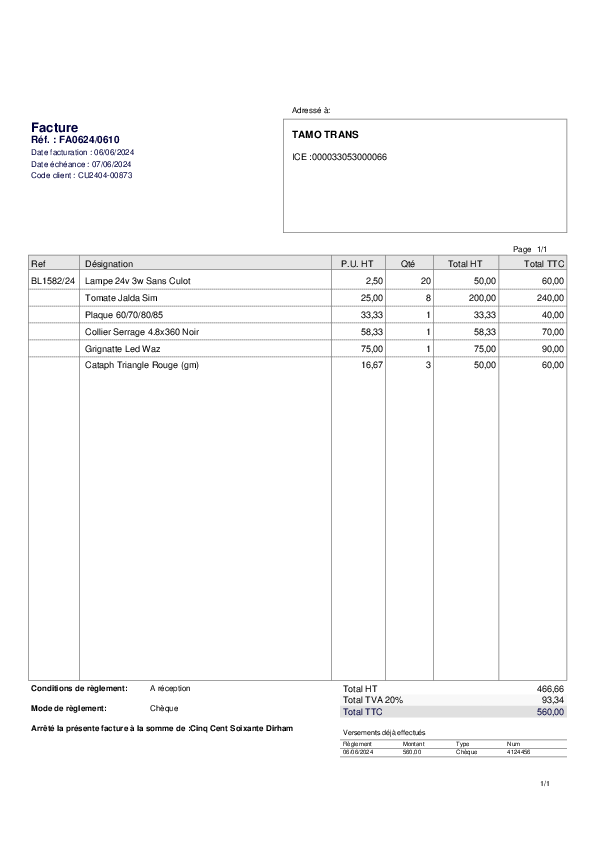 Adressé à:
Facture
Réf. : FA0624/0610
Date facturation : 06/06/2024
Date échéance : 07/06/2024
Code client : CU2404-00873
TAMO TRANS
ICE :000033053000066
Page 1/1
Ref Désignation P.U. HT Qté Total HT Total TTC
BL1582/24 Lampe 24v 3w Sans Culot 2,50 20 50,00 60,00
Tomate Jalda Sim 25,00 8 200,00 240,00
Plaque 60/70/80/85 33,33 1 33,33 40,00
Collier Serrage 4.8x360 Noir 58,33 1 58,33 70,00
Grignatte Led Waz 75,00 1 75,00 90,00
Cataph Triangle Rouge (gm) 16,67 3 50,00 60,00
Conditions de règlement: A réception
Mode de règlement: Chèque
Arrêté la présente facture à la somme de :Cinq Cent Soixante Dirham
Total HT 466,66
Total TVA 20% 93,34
Total TTC 560,00
Versements déjà effectués
Règlement Montant Type Num
06/06/2024 560,00 Chèque 4124456
1/1